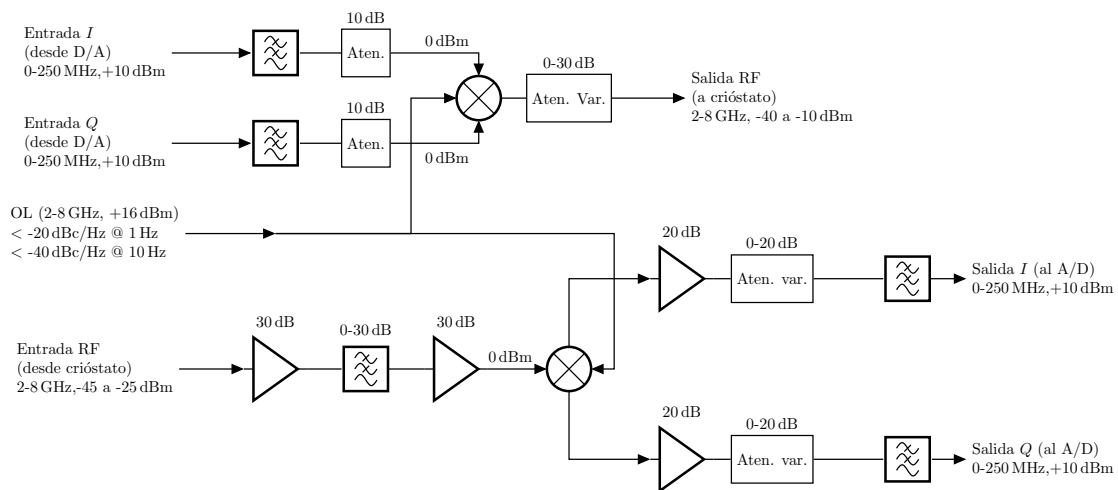 10 dB
Entrada I
(desde D/A)
0-250 MHz,+10 dBm
Aten.
0 dBm
0-30 dB
Aten. Var.
Salida RF
(a crióstato)
2-8 GHz, -40 a -10 dBm
10 dB
Entrada Q
(desde D/A)
0-250 MHz,+10 dBm
Aten.
0 dBm
OL (2-8 GHz, +16 dBm)
< -20 dBc/Hz @ 1 Hz
< -40 dBc/Hz @ 10 Hz
20 dB
0-20 dB
Aten. var.
Salida I (al A/D)
0-250 MHz,+10 dBm
30 dB
0-30 dB
30 dB
0 dBm
Entrada RF
(desde crióstato)
2-8 GHz,-45 a -25 dBm
20 dB
0-20 dB
Aten. var.
Salida Q (al A/D)
0-250 MHz,+10 dBm